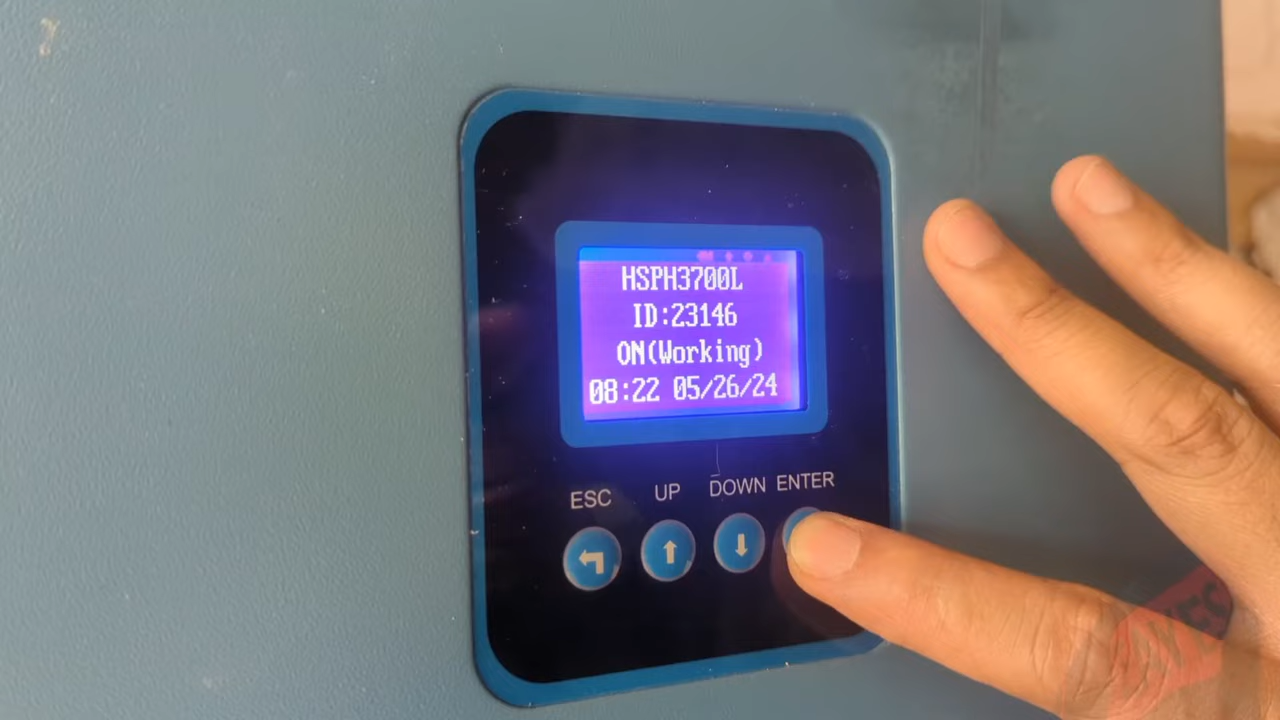 HSPH3700L
ID:23146
ON(Working)
08:22 05/26/24
ESC UP DOWN ENTER